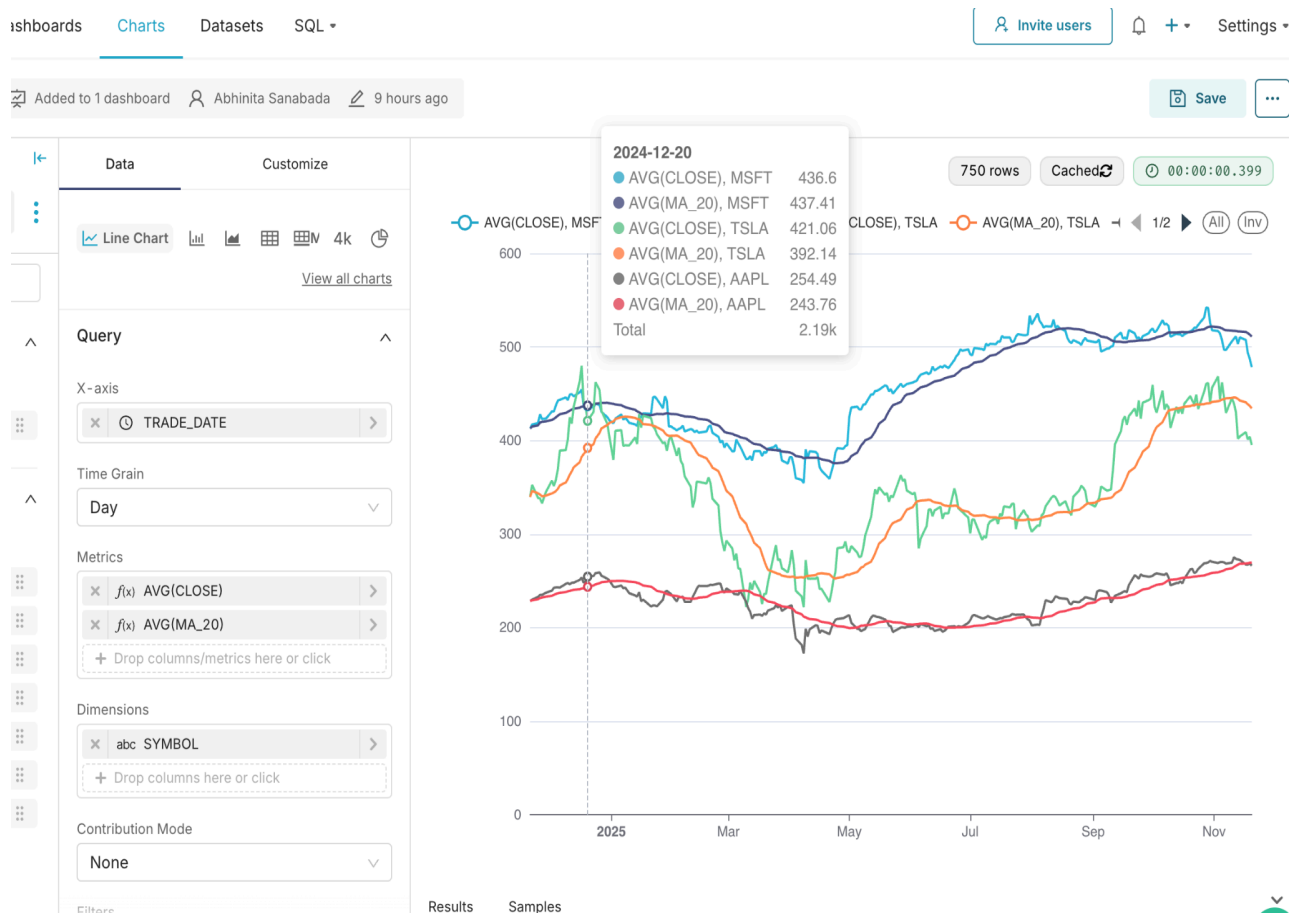 ashboards Charts Datasets SQL Invite users Settings
Added to 1 dashboard Abhinita Sanabada 9 hours ago Save ...
Data Customize
Line Chart 4k
View all charts
Query
X-axis
TRADE_DATE
Time Grain
Day
Metrics
f(x) AVG(CLOSE)
f(x) AVG(MA_20)
+ Drop columns/metrics here or click
Dimensions
abc SYMBOL
+ Drop columns here or click
Contribution Mode
None
Filters
750 rows Cached 00:00:00.399
AVG(CLOSE), MSFT CLOSE), TSLA AVG(MA_20), TSLA 1/2 All Inv
2024-12-20
AVG(CLOSE), MSFT 436.6
AVG(MA_20), MSFT 437.41
AVG(CLOSE), TSLA 421.06
AVG(MA_20), TSLA 392.14
AVG(CLOSE), AAPL 254.49
AVG(MA_20), AAPL 243.76
Total 2.19k
600
500
400
300
200
100
0
2025 Mar May Jul Sep Nov
Results Samples